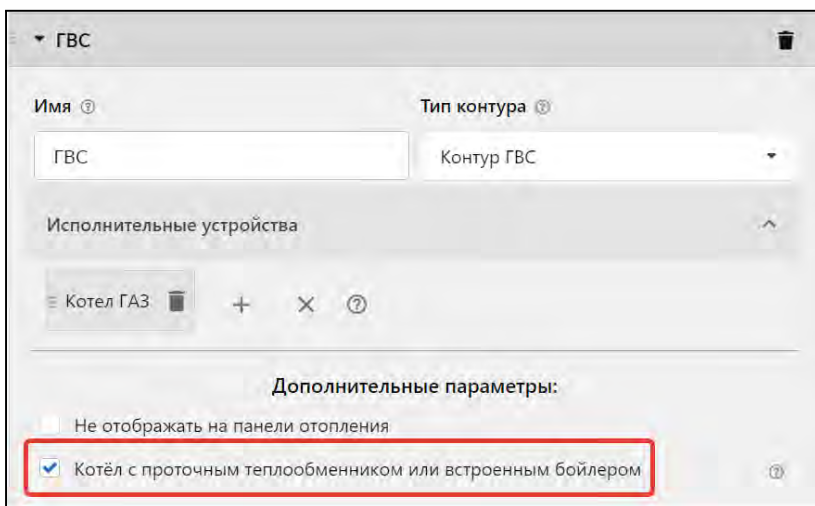 ГВС
Имя
Тип контура
ГВС
Контур ГВС
Исполнительные устройства
Котел ГАЗ
Дополнительные параметры:
Не отображать на панели отопления
Котёл с проточным теплообменником или встроенным бойлером